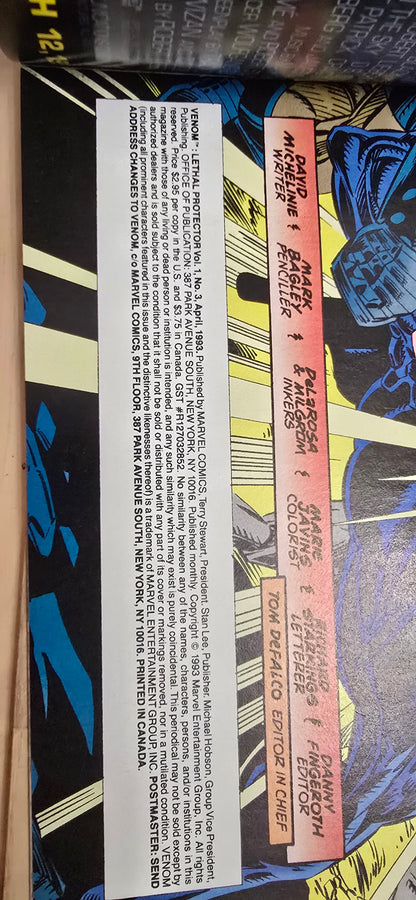 VENOM™: LETHAL PROTECTOR Vol. 1, No. 3, April, 1993. Published by MARVEL COMICS, Terry Stewart, President. Stan Lee, Publisher. Michael Hobson, Group Vice President,
Publishing. OFFICE OF PUBLICATION: 387 PARK AVENUE SOUTH, NEW YORK, NY 10016. Published monthly. Copyright © 1993 Marvel Entertainment Group, Inc. All rights
reserved. Price $2.95 per copy in the U.S. and $3.75 in Canada. GST #R127032852. No similarity between any of the names, characters, persons, and/or institutions in this
magazine with those of any living or dead person or institution is intended, and any such similarity which may exist is purely coincidental. This periodical may not be sold except by
authorized dealers and is sold subject to the condition that it shall not be sold or distributed with any part of its cover or markings removed, nor in a mutilated condition. VENOM
(including all prominent characters featured in this issue and the distinctive likenesses thereof) is a trademark of MARVEL ENTERTAINMENT GROUP, INC. POSTMASTER: SEND
ADDRESS CHANGES TO VENOM, c/o MARVEL COMICS, 9TH FLOOR, 387 PARK AVENUE SOUTH, NEW YORK, NY 10016. PRINTED IN CANADA.
DAVID
MICHELINIE &
WRITER
MARK
BAGLEY &
PENCILLER
DELAROSA
& MILGROM
INKERS
MARIE
JAVINS &
COLORIST
RICHARD
STARKINGS &
LETTERER
DANNY
FINGEROTH
EDITOR
TOM DEFALCO EDITOR IN CHIEF
H 12